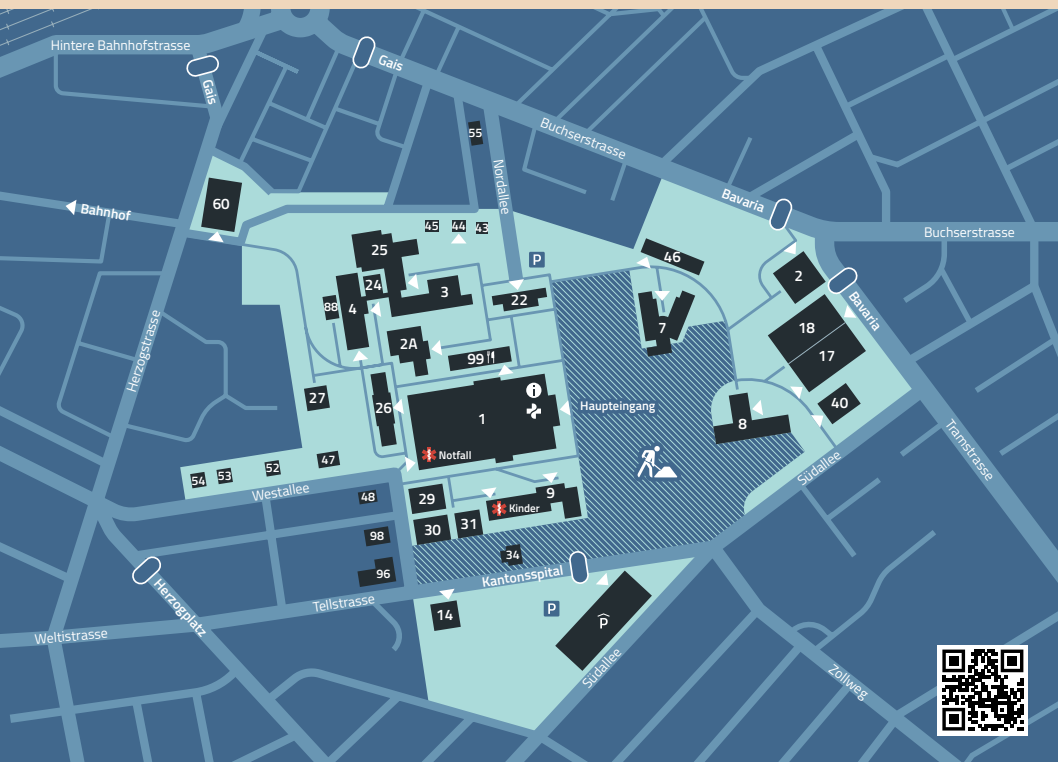 Hintere Bahnhofstrasse
Gais
Gais
Buchserstrasse
55
Nordallee
60
Bahnhof
Bavaria
Buchserstrasse
45
44
43
25
46
P
24
3
22
2
88
4
7
18
Bavaria
2A
99
17
Herzogstrasse
27
26
1
i
Haupteingang
40
8
Notfall
47
52
53
54
Westallee
48
29
9
Kinder
30
31
Südallee
Tramstrasse
98
34
96
Kantonsspital
Herzogplatz
Tellstrasse
14
P
P
Weltistrasse
Südallee
Zollweg